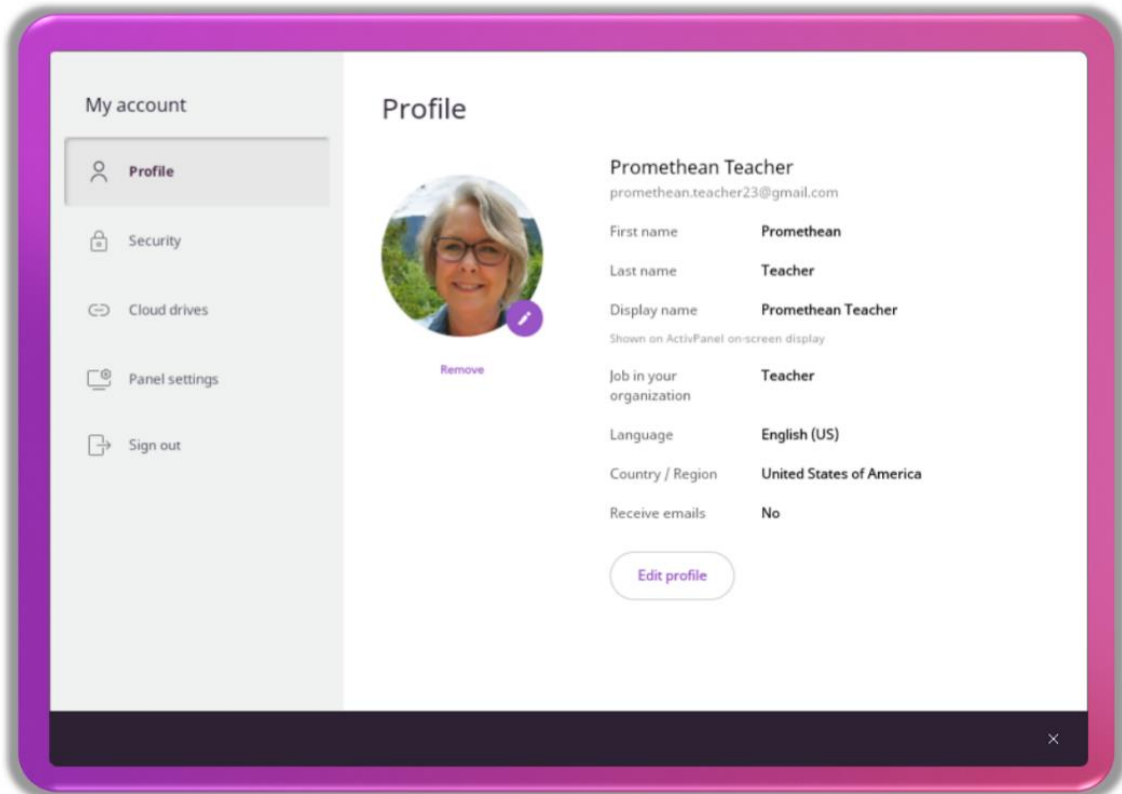 My account
Profile
Security
Cloud drives
Panel settings
Sign out
Profile
Remove
Promethean Teacher
promethean.teacher23@gmail.com
First name Promethean
Last name Teacher
Display name Promethean Teacher
Shown on ActivPanel on-screen display
Job in your Teacher
organization
Language English (US)
Country / Region United States of America
Receive emails No
Edit profile